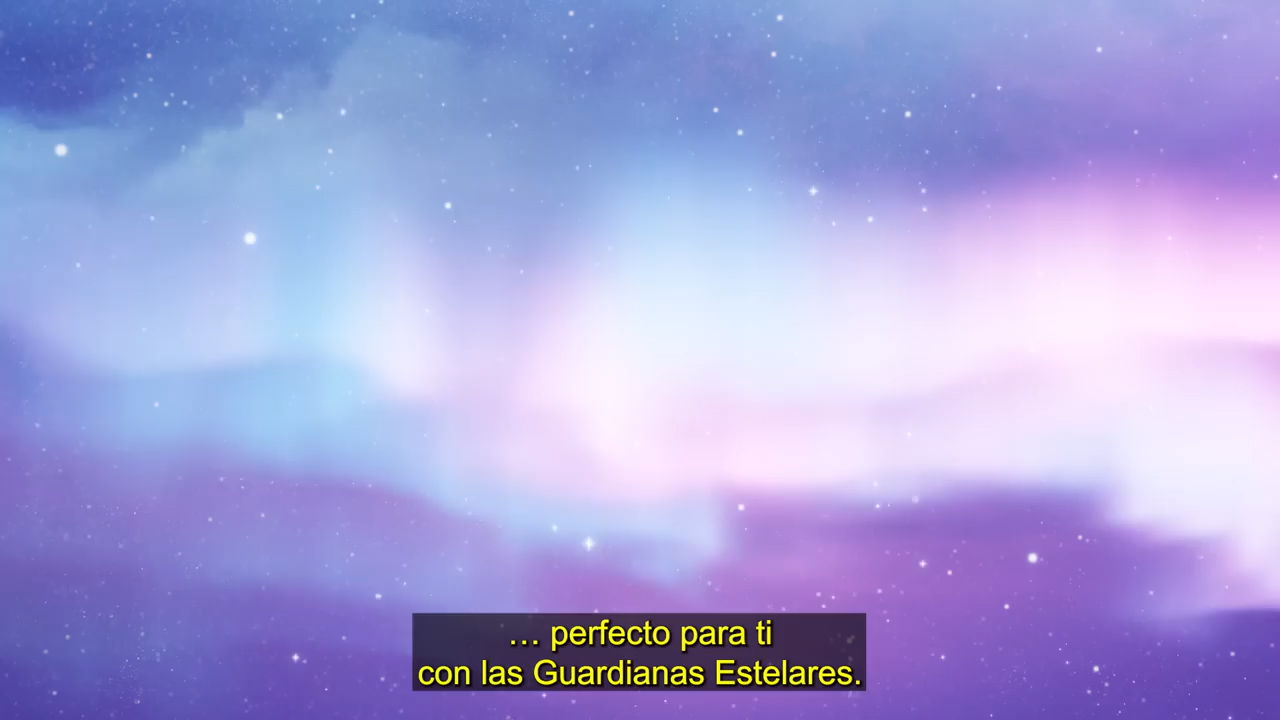 … perfecto para ti
con las Guardianas Estelares.